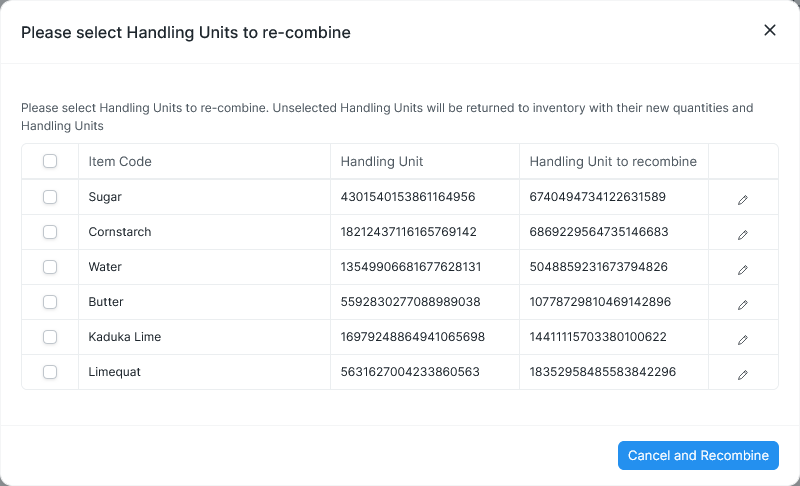 Please select Handling Units to re-combine
Please select Handling Units to re-combine. Unselected Handling Units will be returned to inventory with their new quantities and
Handling Units
Item Code Handling Unit Handling Unit to recombine
Sugar 4301540153861164956 6740494734122631589
Cornstarch 18212437116165769142 6869229564735146683
Water 13549906681677628131 5048859231673794826
Butter 5592830277088989038 10778729810469142896
Kaduka Lime 16979248864941065698 14411115703380100622
Limequat 5631627004233860563 18352958485583842296
Cancel and Recombine